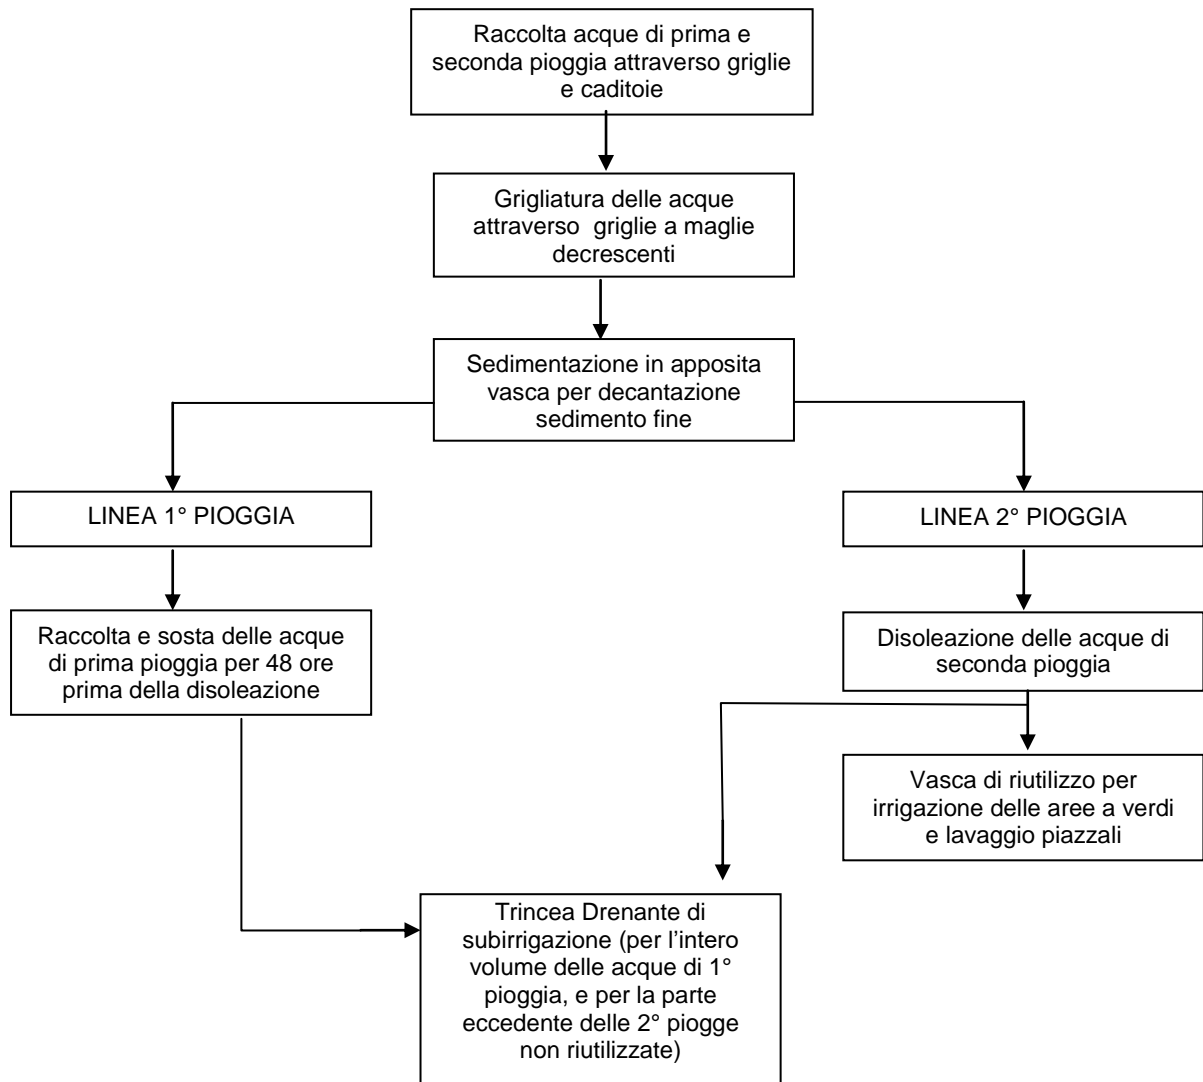 Raccolta acque di prima e
seconda pioggia attraverso griglie
e caditoie
Grigliatura delle acque
attraverso griglie a maglie
decrescenti
Sedimentazione in apposita
vasca per decantazione
sedimento fine
LINEA 1° PIOGGIA
LINEA 2° PIOGGIA
Raccolta e sosta delle acque
di prima pioggia per 48 ore
prima della disoleazione
Disoleazione delle acque di
seconda pioggia
Vasca di riutilizzo per
irrigazione delle aree a verdi
e lavaggio piazzali
Trincea Drenante di
subirrigazione (per l’intero
volume delle acque di 1°
pioggia, e per la parte
eccedente delle 2° piogge
non riutilizzate)